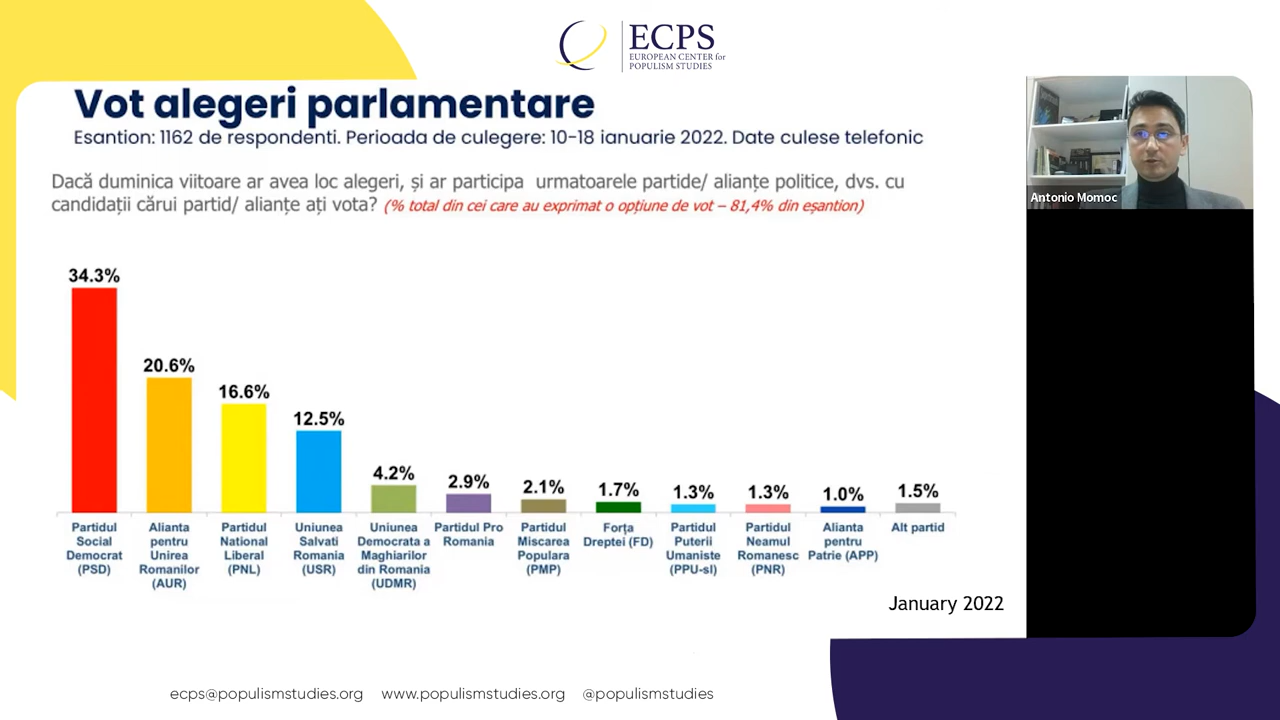 ECPS
EUROPEAN CENTER for
POPULISM STUDIES
Vot alegeri parlamentare
Esantion: 1162 de respondenti. Perioada de culegere: 10-18 ianuarie 2022. Date culese telefonic
Dacă duminica viitoare ar avea loc alegeri, și ar participa urmatoarele partide/ alianțe politice, dvs. cu
candidații cărui partid/ alianțe ați vota? (% total din cei care au exprimat o opțiune de vot – 81,4% din eșantion)
Antonio Momoc
34.3%
20.6%
16.6%
12.5%
4.2%
2.9%
2.1%
1.7%
1.3%
1.3%
1.0%
1.5%
Partidul
Social
Democrat
(PSD)
Alianta
pentru
Unirea
Romanilor
(AUR)
Partidul
National
Liberal
(PNL)
Uniunea
Salvati
Romania
(USR)
Uniunea
Democrata a
Maghiarilor
din Romania
(UDMR)
Partidul Pro
Romania
Partidul
Miscarea
Populara
(PMP)
Forța
Dreptei (FD)
Partidul
Puterii
Umaniste
(PPU-sl)
Partidul
Neamul
Romanesc
(PNR)
Alianta
pentru
Patrie (APP)
Alt partid
January 2022
ecps@populismstudies.org www.populismstudies.org @populismstudies